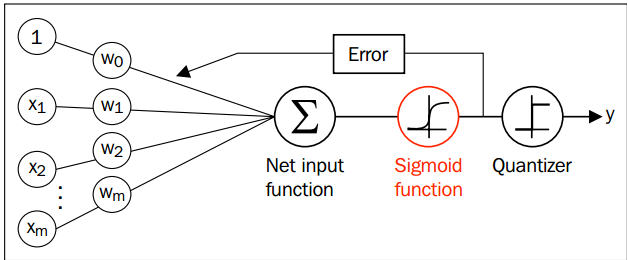 1
w0
Error
x1
w1
Σ
y
w2
x2
Net input
function
Sigmoid
function
Quantizer
⋮
wm
xm